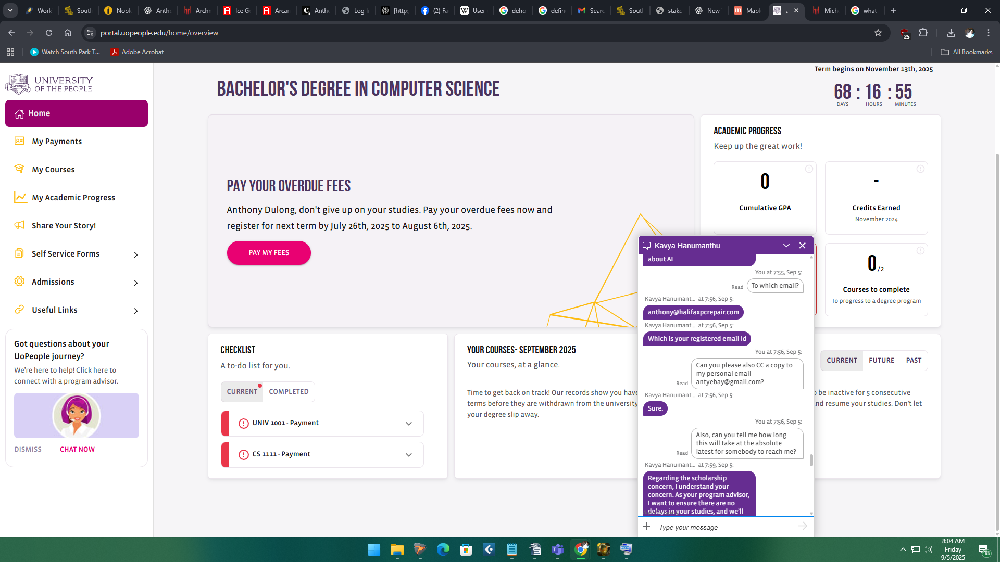 Work
South
Noble
Anth
Archn
Ice G
Arcan
Anth
Log I
[http:
(2) Fa
User
deho
defin
Searc
South
stake
New
Mapl
Mich
what
portal.uopeople.edu/home/overview
25
Watch South Park T...
Adobe Acrobat
All Bookmarks
UoPeople
UNIVERSITY
OF THE PEOPLE
Home
My Payments
My Courses
My Academic Progress
Share Your Story!
Self Service Forms
Admissions
Useful Links
Got questions about your
UoPeople journey?
We're here to help! Click here to
connect with a program advisor.
DISMISS
CHAT NOW
Term begins on November 13th, 2025
BACHELOR'S DEGREE IN COMPUTER SCIENCE
68 : 16 : 55
DAYS HOURS MINUTES
PAY YOUR OVERDUE FEES
Anthony Dulong, don't give up on your studies. Pay your overdue fees now and
register for next term by July 26th, 2025 to August 6th, 2025.
PAY MY FEES
ACADEMIC PROGRESS
Keep up the great work!
0
Cumulative GPA
-
Credits Earned
November 2024
0/2
Courses to complete
To progress to a degree program
CHECKLIST
A to-do list for you.
CURRENT
COMPLETED
UNIV 1001 - Payment
CS 1111 - Payment
YOUR COURSES- SEPTEMBER 2025
Your courses, at a glance.
CURRENT
FUTURE
PAST
Time to get back on track! Our records show you have
be inactive for 5 consecutive
terms before they are withdrawn from the university
and resume your studies. Don't let
your degree slip away.
Kavya Hanumanthu
about AI
You at 7:55, Sep 5:
Read
To which email?
Kavya Hanumant... at 7:56, Sep 5:
anthony@halifaxpcrepair.com
Kavya Hanumant... at 7:56, Sep 5:
Which is your registered email Id
You at 7:56, Sep 5:
Can you please also CC a copy to
my personal email
antyebay@gmail.com?
Read
Kavya Hanumant... at 7:56, Sep 5:
Sure.
You at 7:56, Sep 5:
Also, can you tell me how long
this will take at the absolute
latest for somebody to reach me?
Read
Kavya Hanumant... at 7:59, Sep 5:
Regarding the scholarship
concern, I understand your
concern. As your program advisor,
I want to ensure there are no
delays in your studies, and we'll
Type your message
8:04 AM
Friday
9/5/2025
18